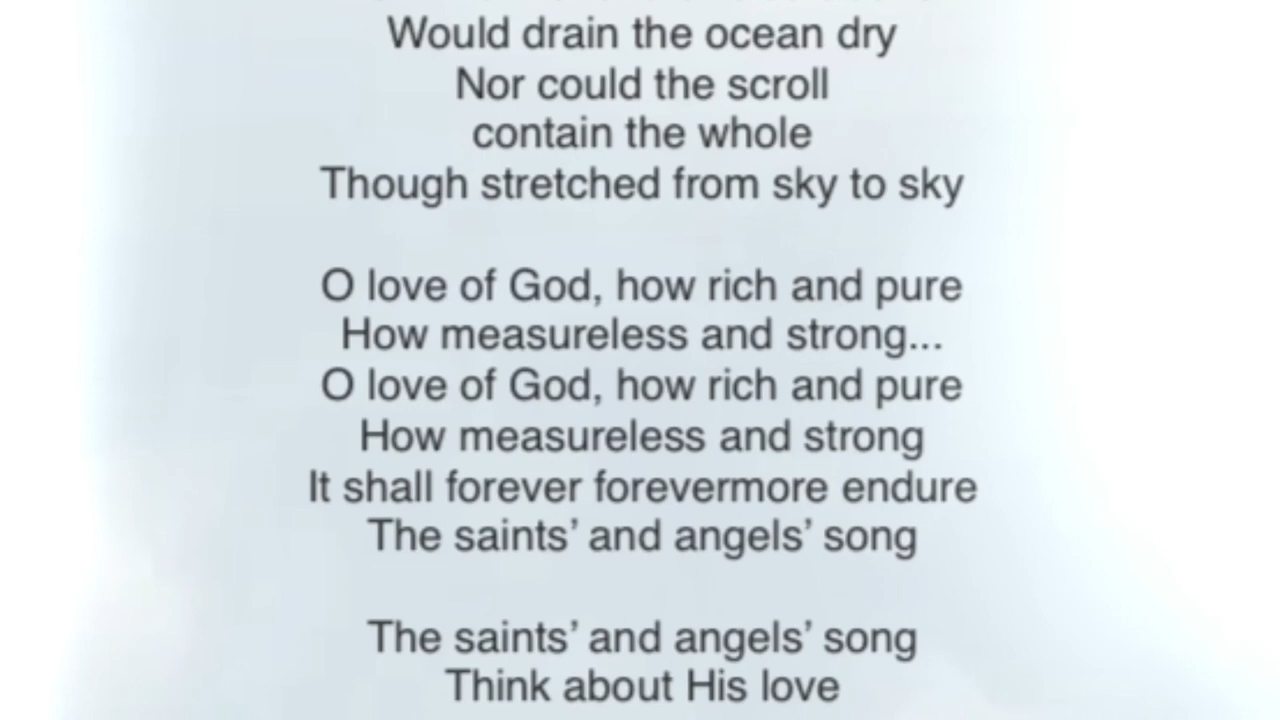 Would drain the ocean dry
Nor could the scroll
contain the whole
Though stretched from sky to sky
O love of God, how rich and pure
How measureless and strong...
O love of God, how rich and pure
How measureless and strong
It shall forever forevermore endure
The saints’ and angels’ song
The saints’ and angels’ song
Think about His love